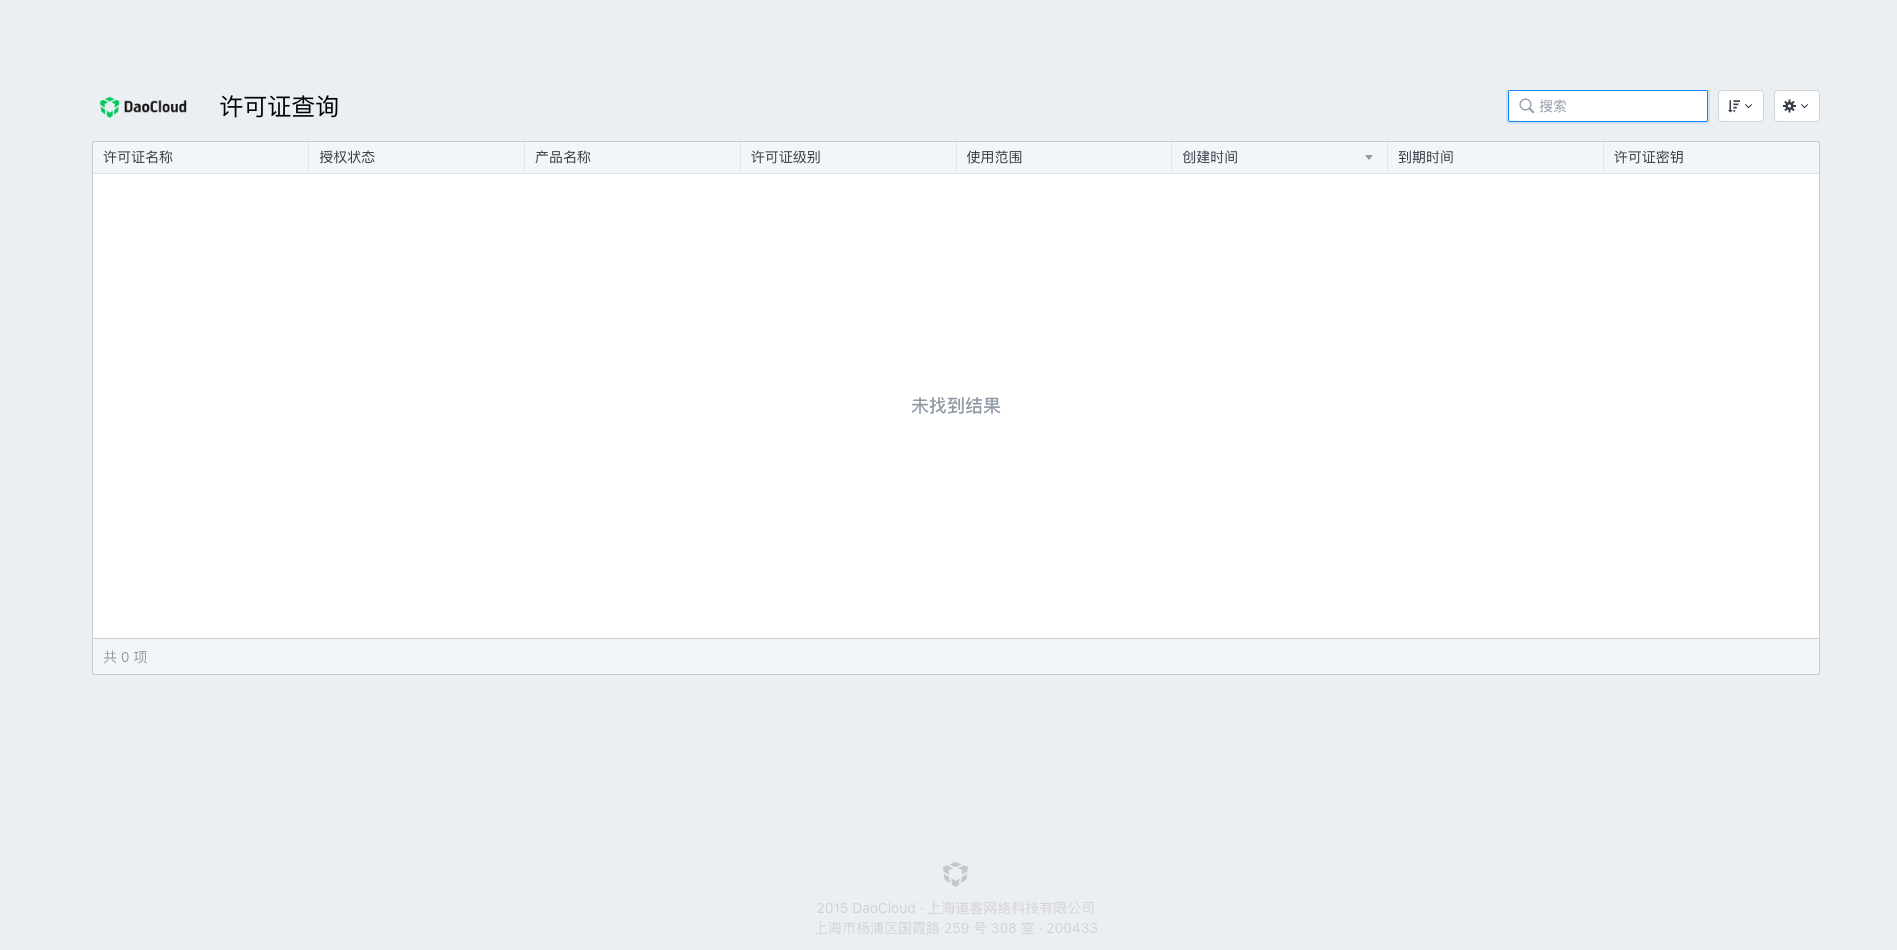 DaoCloud 许可证查询 搜索
许可证名称 授权状态 产品名称 许可证级别 使用范围 创建时间 到期时间 许可证密钥
未找到结果
共 0 项
2015 DaoCloud · 上海道客网络科技有限公司
上海市杨浦区国霞路 259 号 308 室 · 200433